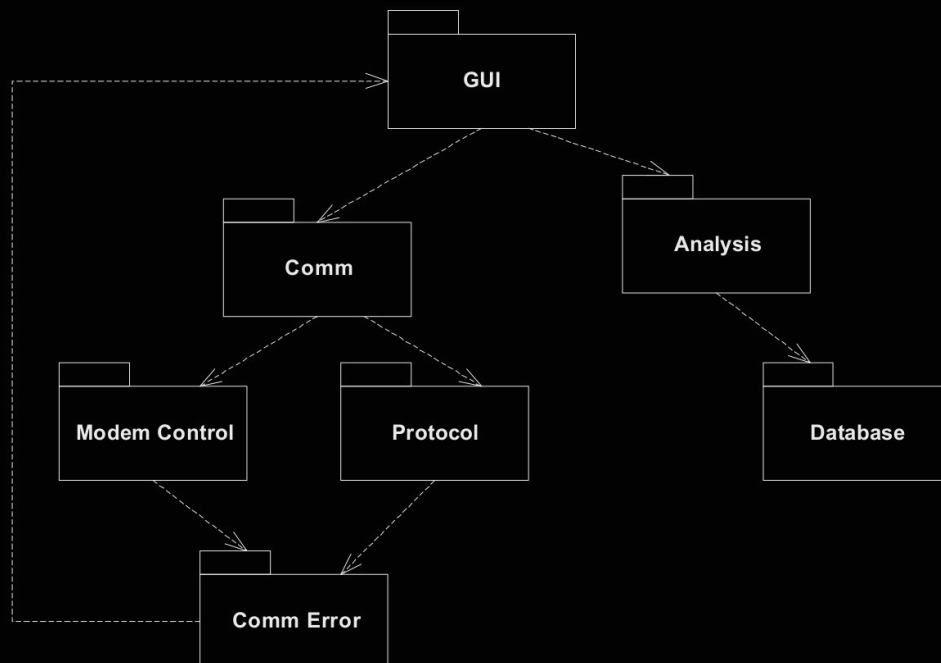 GUI
Comm
Analysis
Modem Control
Protocol
Database
Comm Error